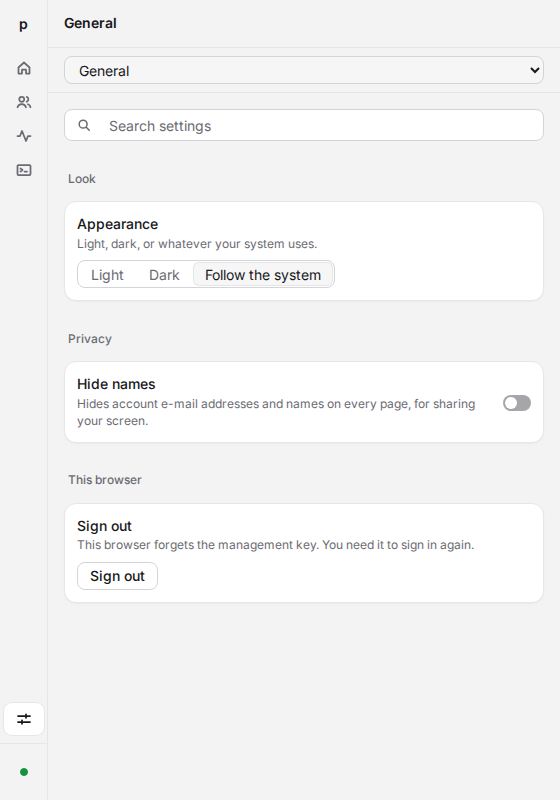 p
General
General
Search settings
Look
Appearance
Light, dark, or whatever your system uses.
Light Dark Follow the system
Privacy
Hide names
Hides account e-mail addresses and names on every page, for sharing
your screen.
This browser
Sign out
This browser forgets the management key. You need it to sign in again.
Sign out